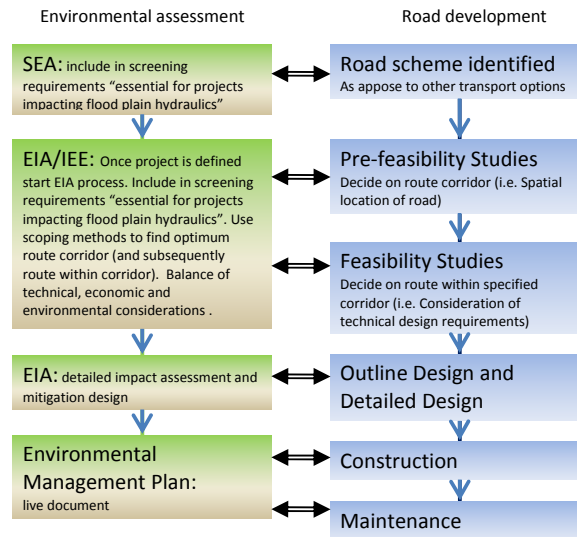 Environmental assessment
Road development
SEA: include in screening
requirements “essential for projects
impacting flood plain hydraulics”
Road scheme identified
As appose to other transport options
EIA/IEE: Once project is defined
start EIA process. Include in screening
requirements “essential for projects
impacting flood plain hydraulics”. Use
scoping methods to find optimum
route corridor (and subsequently
route within corridor). Balance of
technical, economic and
environmental considerations .
Pre-feasibility Studies
Decide on route corridor (i.e. Spatial
location of road)
Feasibility Studies
Decide on route within specified
corridor (i.e. Consideration of
technical design requirements)
EIA: detailed impact assessment and
mitigation design
Outline Design and
Detailed Design
Environmental
Management Plan:
live document
Construction
Maintenance